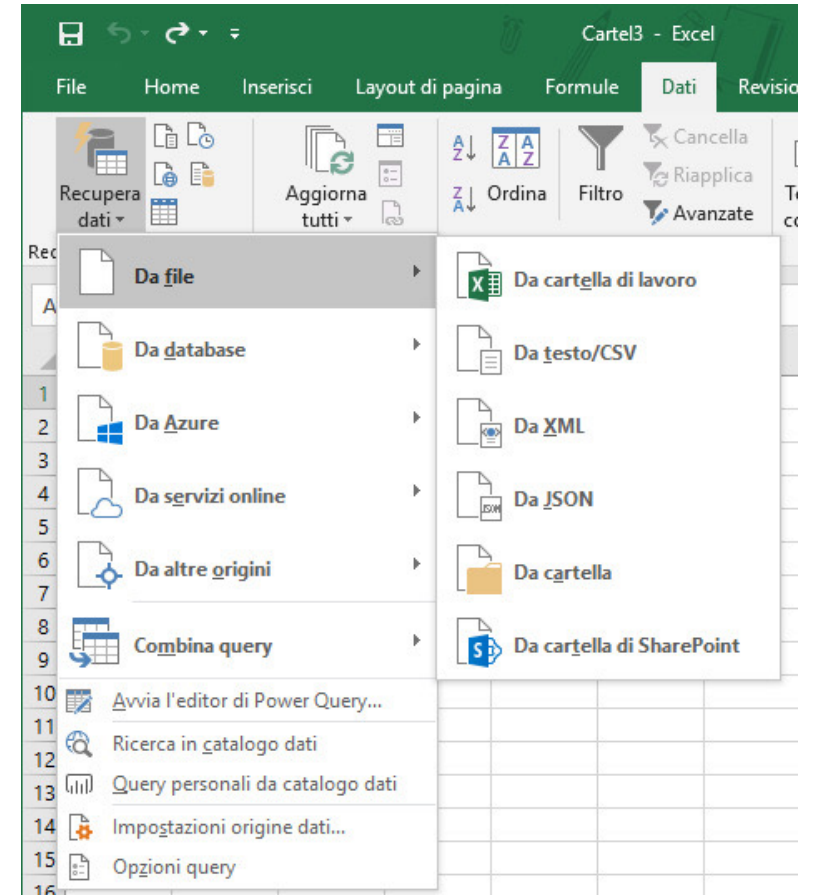 Cartel3 - Excel
File Home Inserisci Layout di pagina Formule Dati Revisio
Recupera dati
Aggiorna tutti
A
Z
Z
A
Z A
A Z
Ordina
Filtro
Cancella
Riapplica
Avanzate
Rec
A
Da file
Da database
Da Azure
Da servizi online
Da altre origini
Combina query
Avvia l'editor di Power Query...
Ricerca in catalogo dati
Query personali da catalogo dati
Impostazioni origine dati...
Opzioni query
Da cartella di lavoro
Da testo/CSV
Da XML
JSON
Da JSON
Da cartella
Da cartella di SharePoint
1
2
3
4
5
6
7
8
9
10
11
12
13
14
15
16